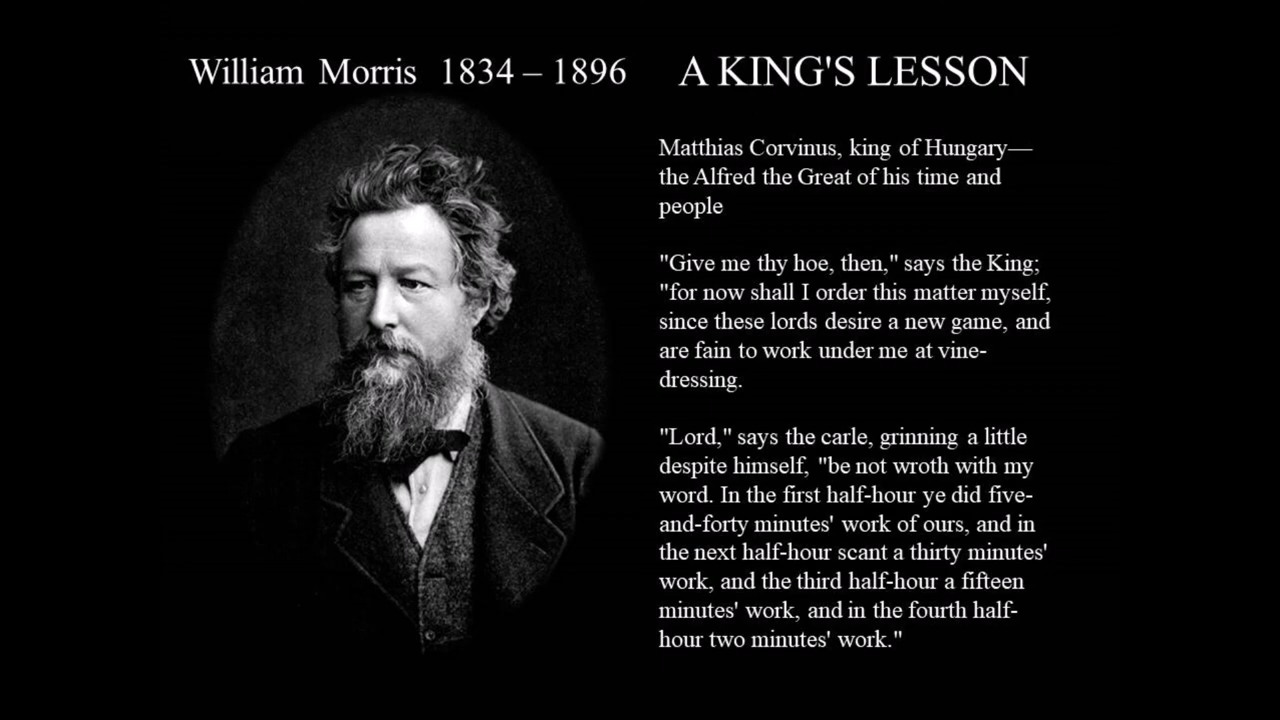 William Morris 1834 – 1896
A KING'S LESSON
Matthias Corvinus, king of Hungary—
the Alfred the Great of his time and
people
"Give me thy hoe, then," says the King;
"for now shall I order this matter myself,
since these lords desire a new game, and
are fain to work under me at vine-
dressing.
"Lord," says the carle, grinning a little
despite himself, "be not wroth with my
word. In the first half-hour ye did five-
and-forty minutes' work of ours, and in
the next half-hour scant a thirty minutes'
work, and the third half-hour a fifteen
minutes' work, and in the fourth half-
hour two minutes' work."